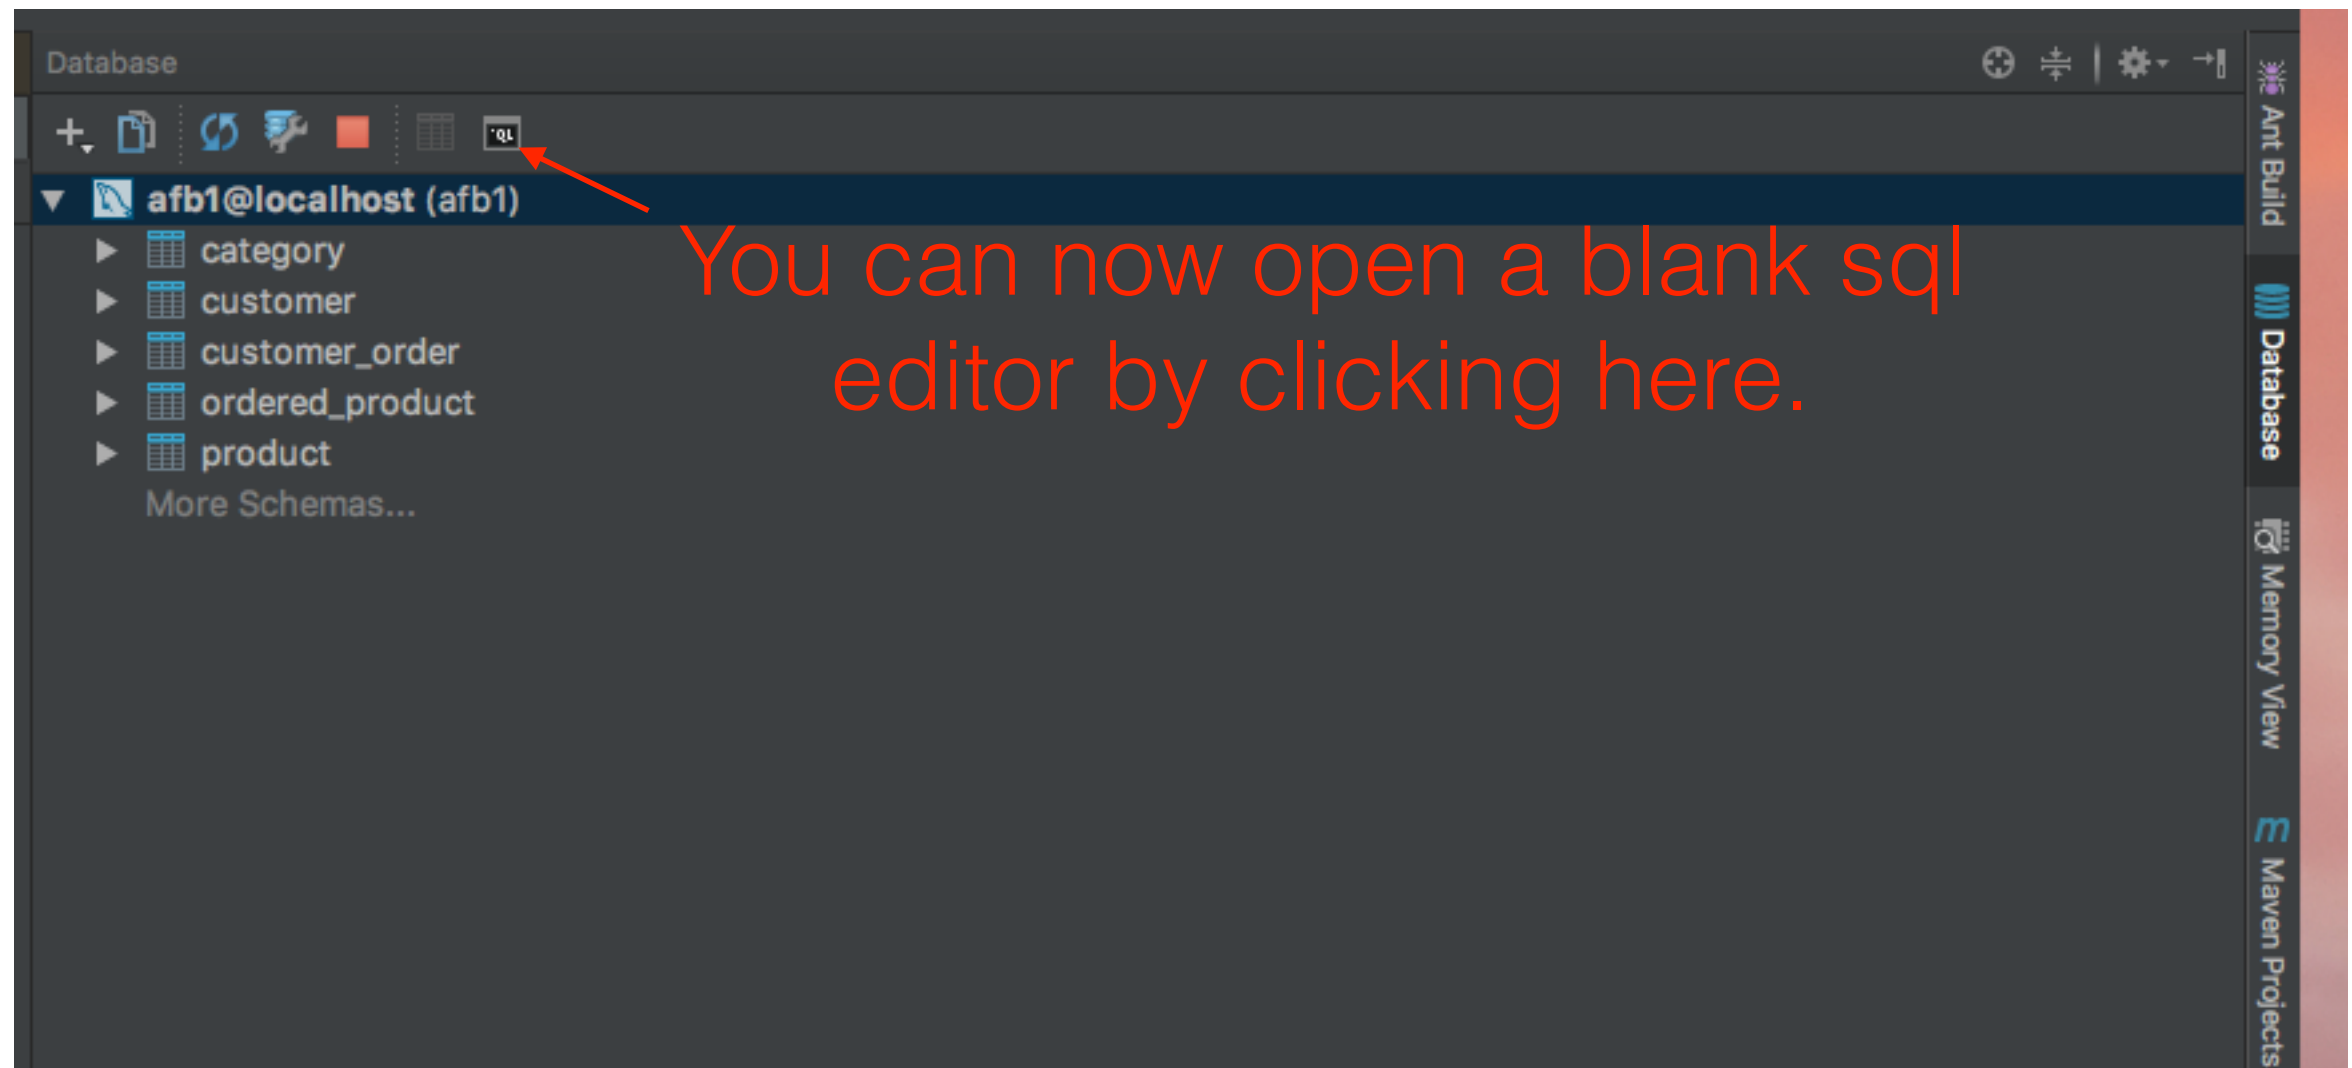 Database
afb1@localhost (afb1)
category
customer
customer_order
ordered_product
product
More Schemas...
You can now open a blank sql
editor by clicking here.
Ant Build
Database
Memory View
m Maven Projects